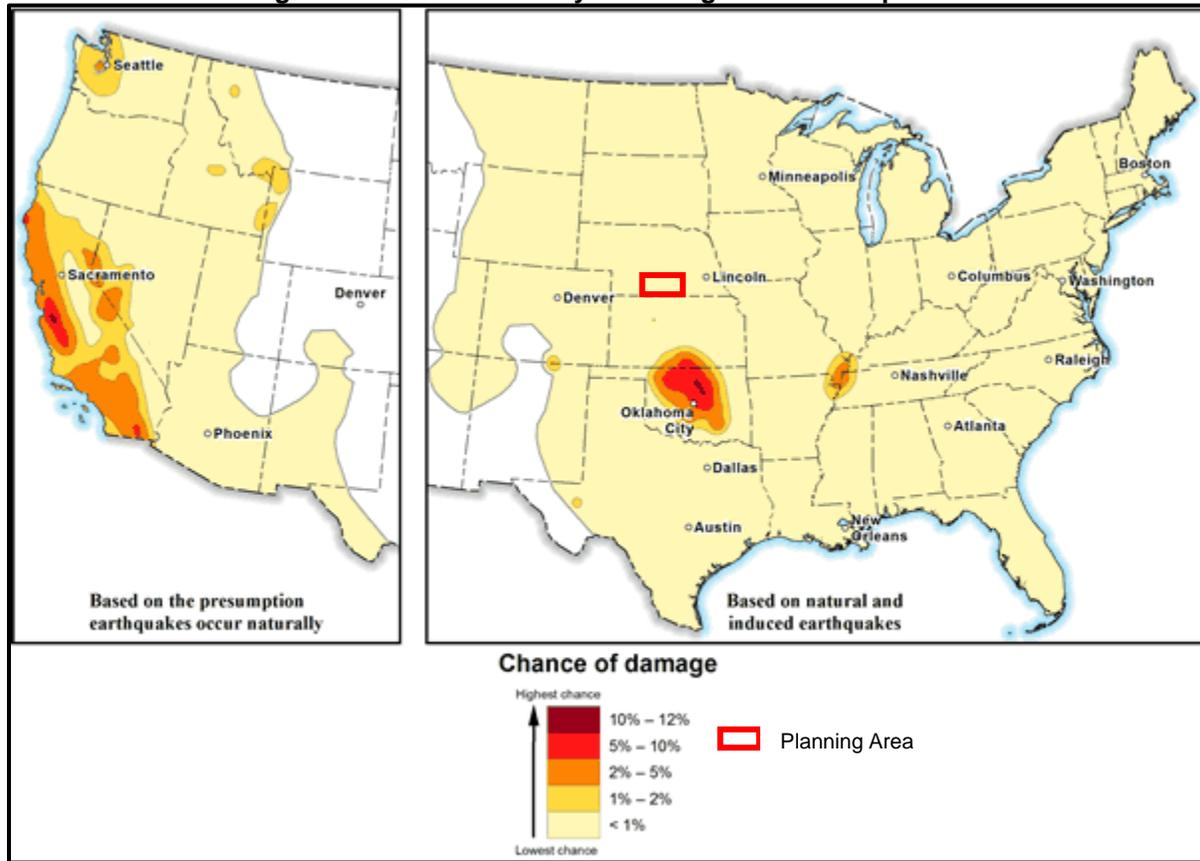 Seattle
Sacramento
Denver
Phoenix
Based on the presumption
earthquakes occur naturally
Minneapolis
Boston
Lincoln
Denver
Columbus
Washington
Raleigh
Nashville
Oklahoma
City
Atlanta
Dallas
Austin
New
Orleans
Based on natural and
induced earthquakes
Chance of damage
Highest chance
10% – 12%
5% – 10%
2% – 5%
1% – 2%
< 1%
Lowest chance
Planning Area